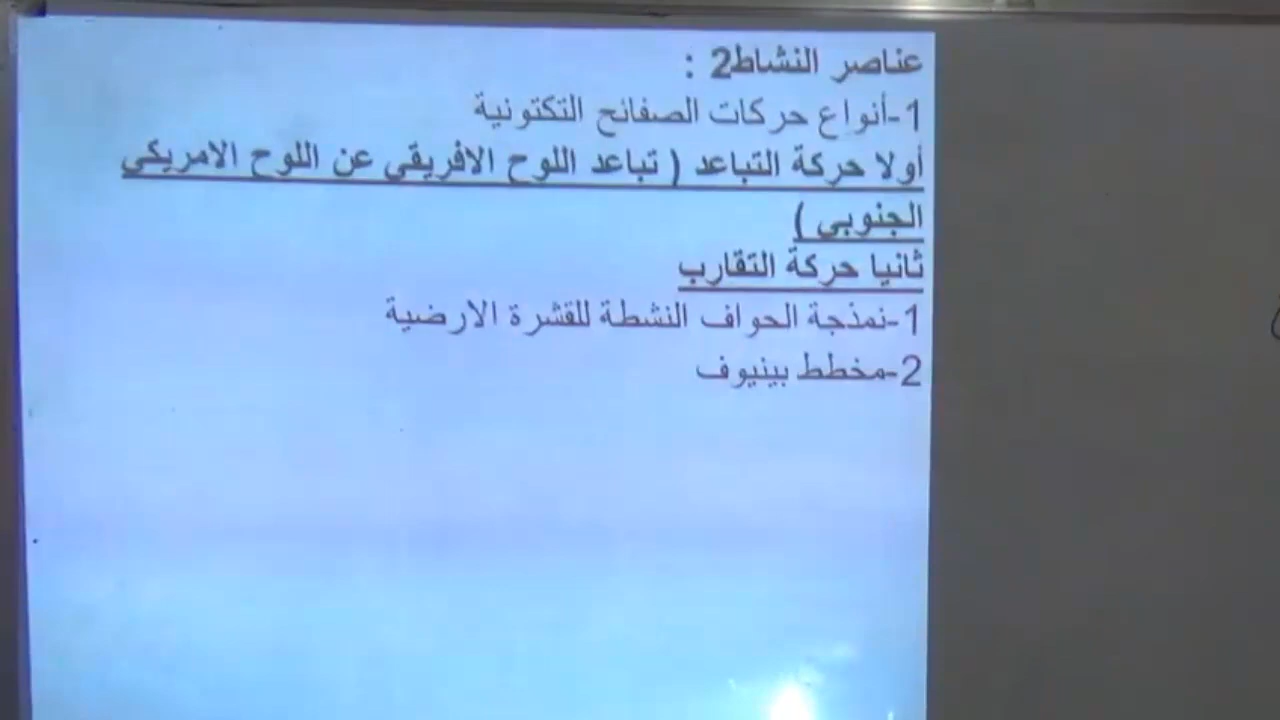 عناصر النشاط2 :
1-أنواع حركات الصفائح التكتونية
أولا حركة التباعد ( تباعد اللوح الافريقي عن اللوح الامريكي
الجنوبي )
ثانيا حركة التقارب
1-نمذجة الحواف النشطة للقشرة الارضية
2-مخطط بينيوف